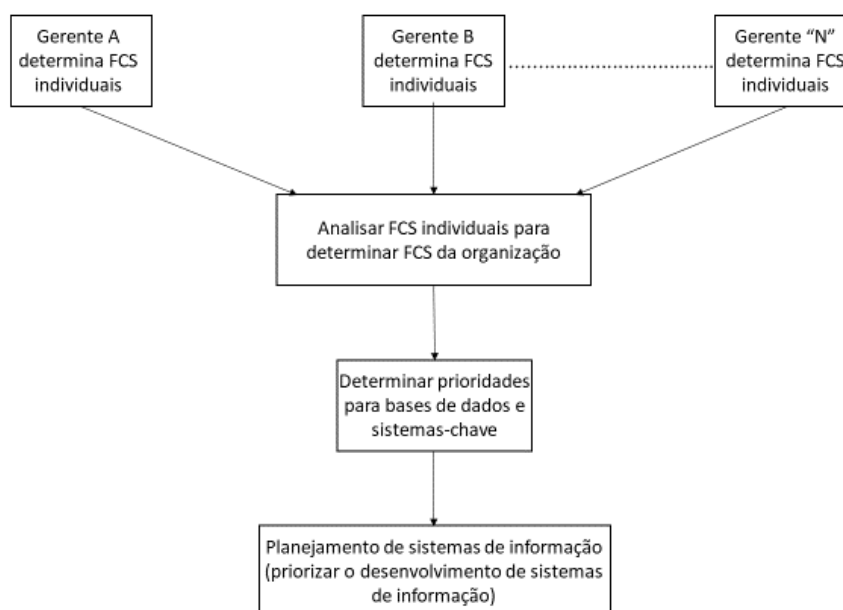 Gerente A
determina FCS
individuais
Gerente B
determina FCS
individuais
Gerente “N”
determina FCS
individuais
Analisar FCS individuais para
determinar FCS da organização
Determinar prioridades
para bases de dados e
sistemas-chave
Planejamento de sistemas de informação
(priorizar o desenvolvimento de sistemas
de informação)